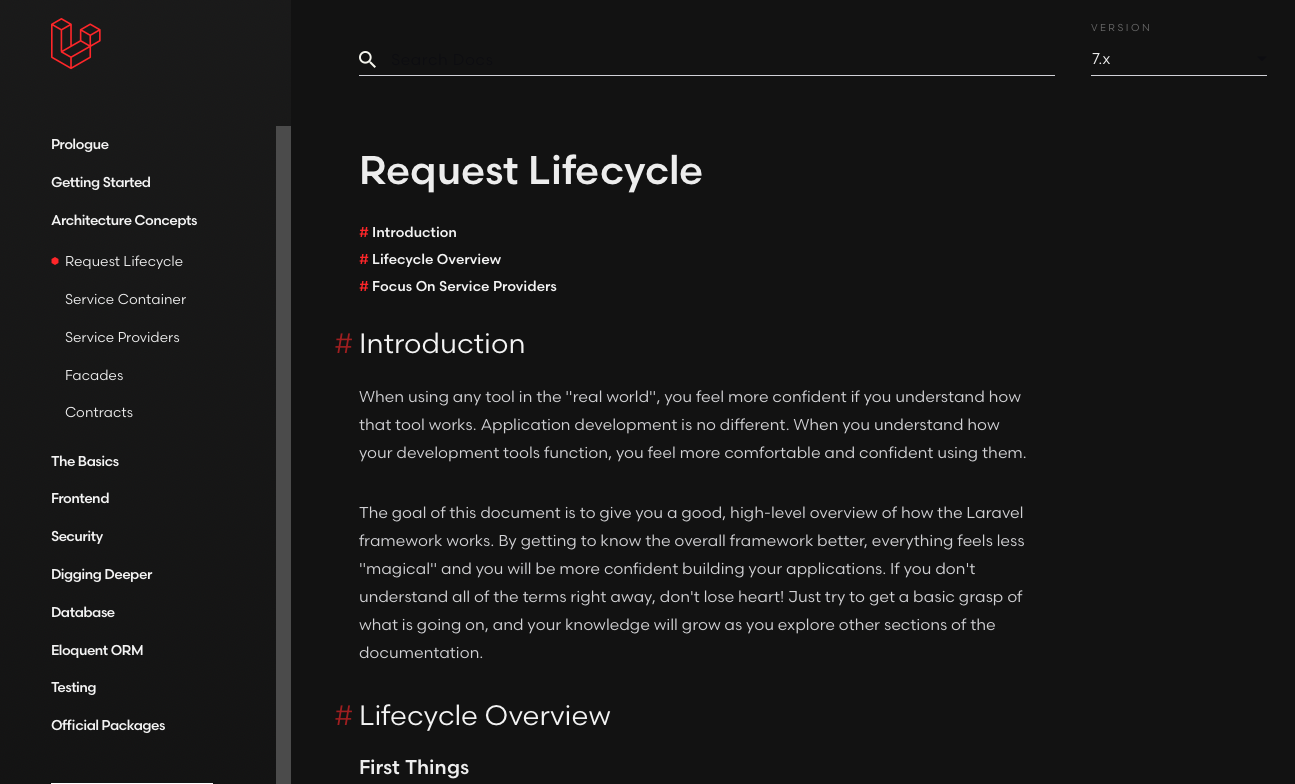 VERSION
Search Docs
7.x
Prologue
Getting Started
Architecture Concepts
Request Lifecycle
Service Container
Service Providers
Facades
Contracts
The Basics
Frontend
Security
Digging Deeper
Database
Eloquent ORM
Testing
Official Packages
Request Lifecycle
# Introduction
# Lifecycle Overview
# Focus On Service Providers
# Introduction
When using any tool in the "real world", you feel more confident if you understand how
that tool works. Application development is no different. When you understand how
your development tools function, you feel more comfortable and confident using them.
The goal of this document is to give you a good, high-level overview of how the Laravel
framework works. By getting to know the overall framework better, everything feels less
"magical" and you will be more confident building your applications. If you don't
understand all of the terms right away, don't lose heart! Just try to get a basic grasp of
what is going on, and your knowledge will grow as you explore other sections of the
documentation.
# Lifecycle Overview
First Things